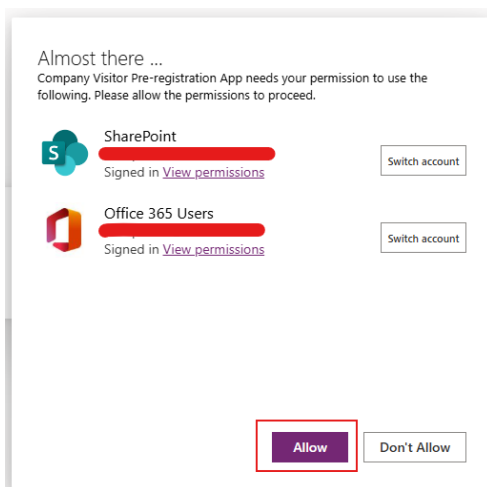 Almost there ...
Company Visitor Pre-registration App needs your permission to use the
following. Please allow the permissions to proceed.
S
SharePoint
Signed in View permissions
Switch account
Office 365 Users
Signed in View permissions
Switch account
Allow
Don't Allow